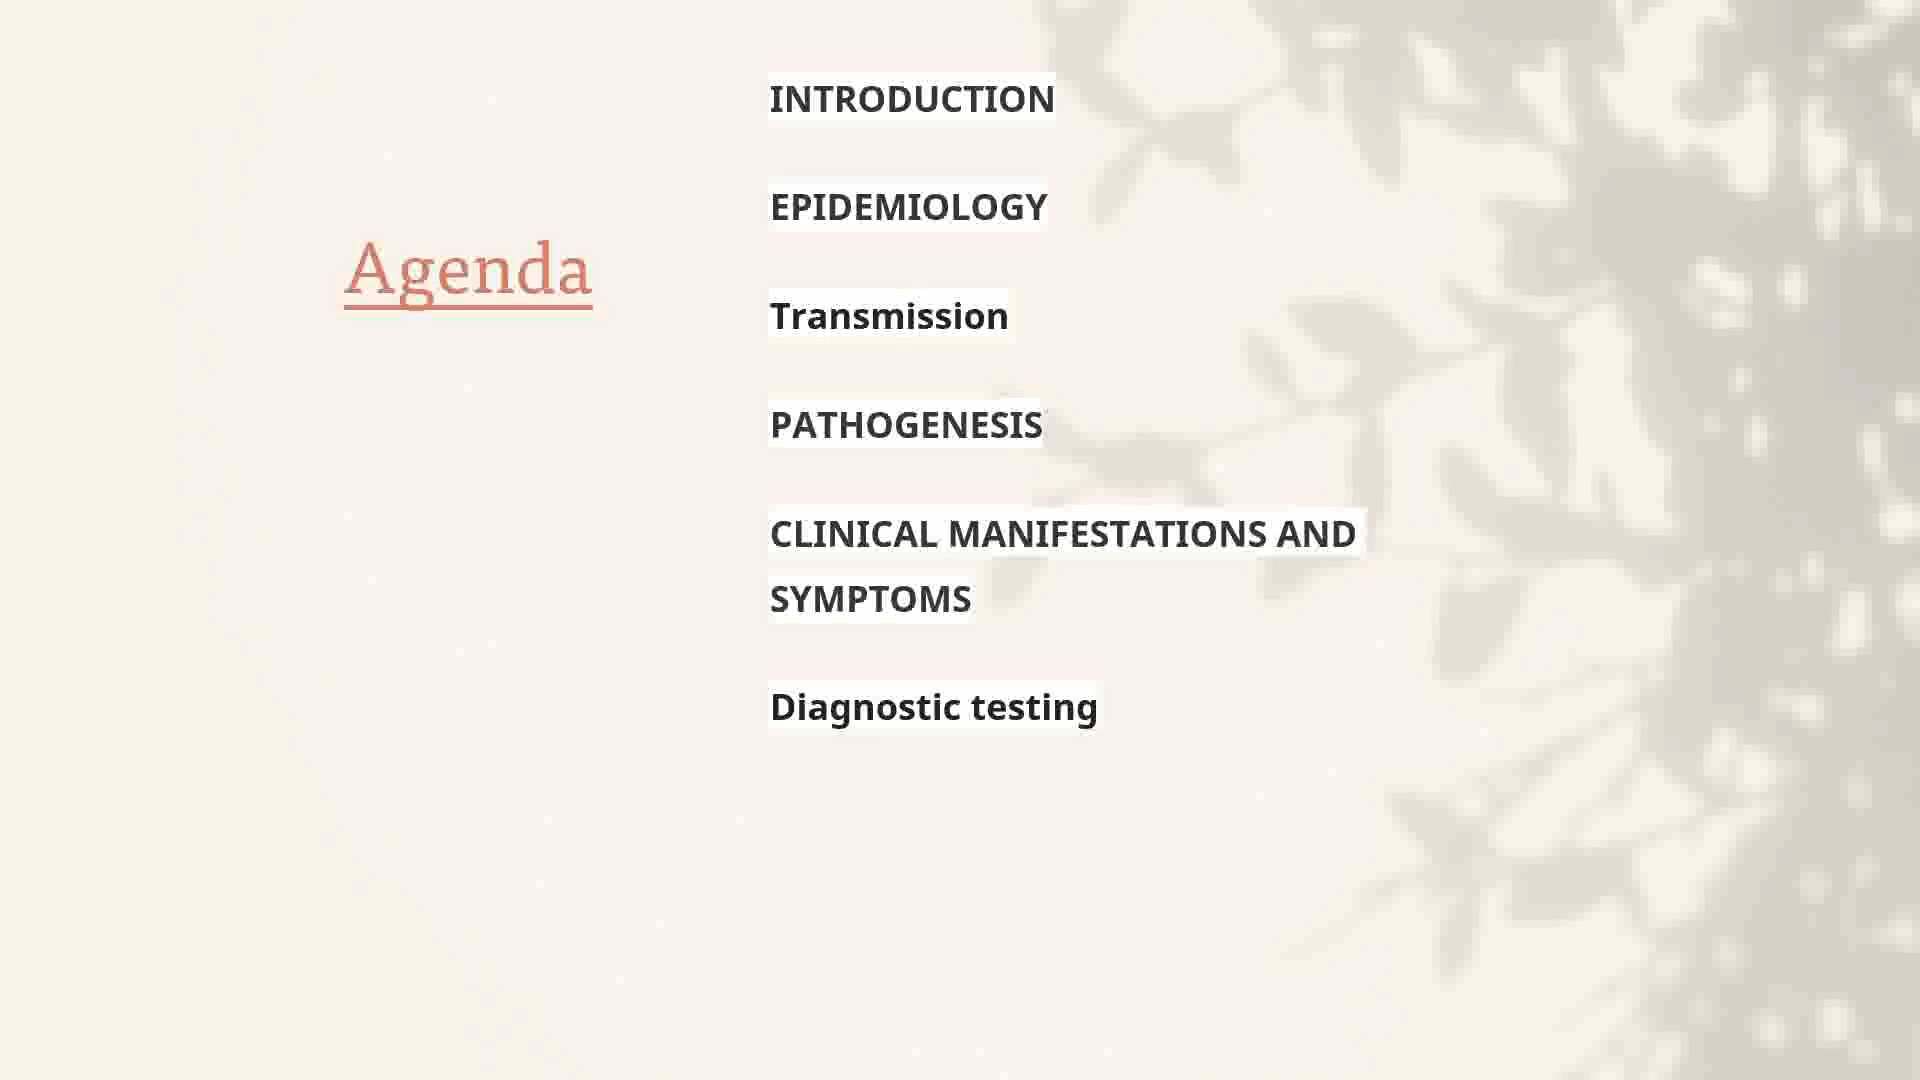 Agenda
INTRODUCTION
EPIDEMIOLOGY
Transmission
PATHOGENESIS
CLINICAL MANIFESTATIONS AND
SYMPTOMS
Diagnostic testing